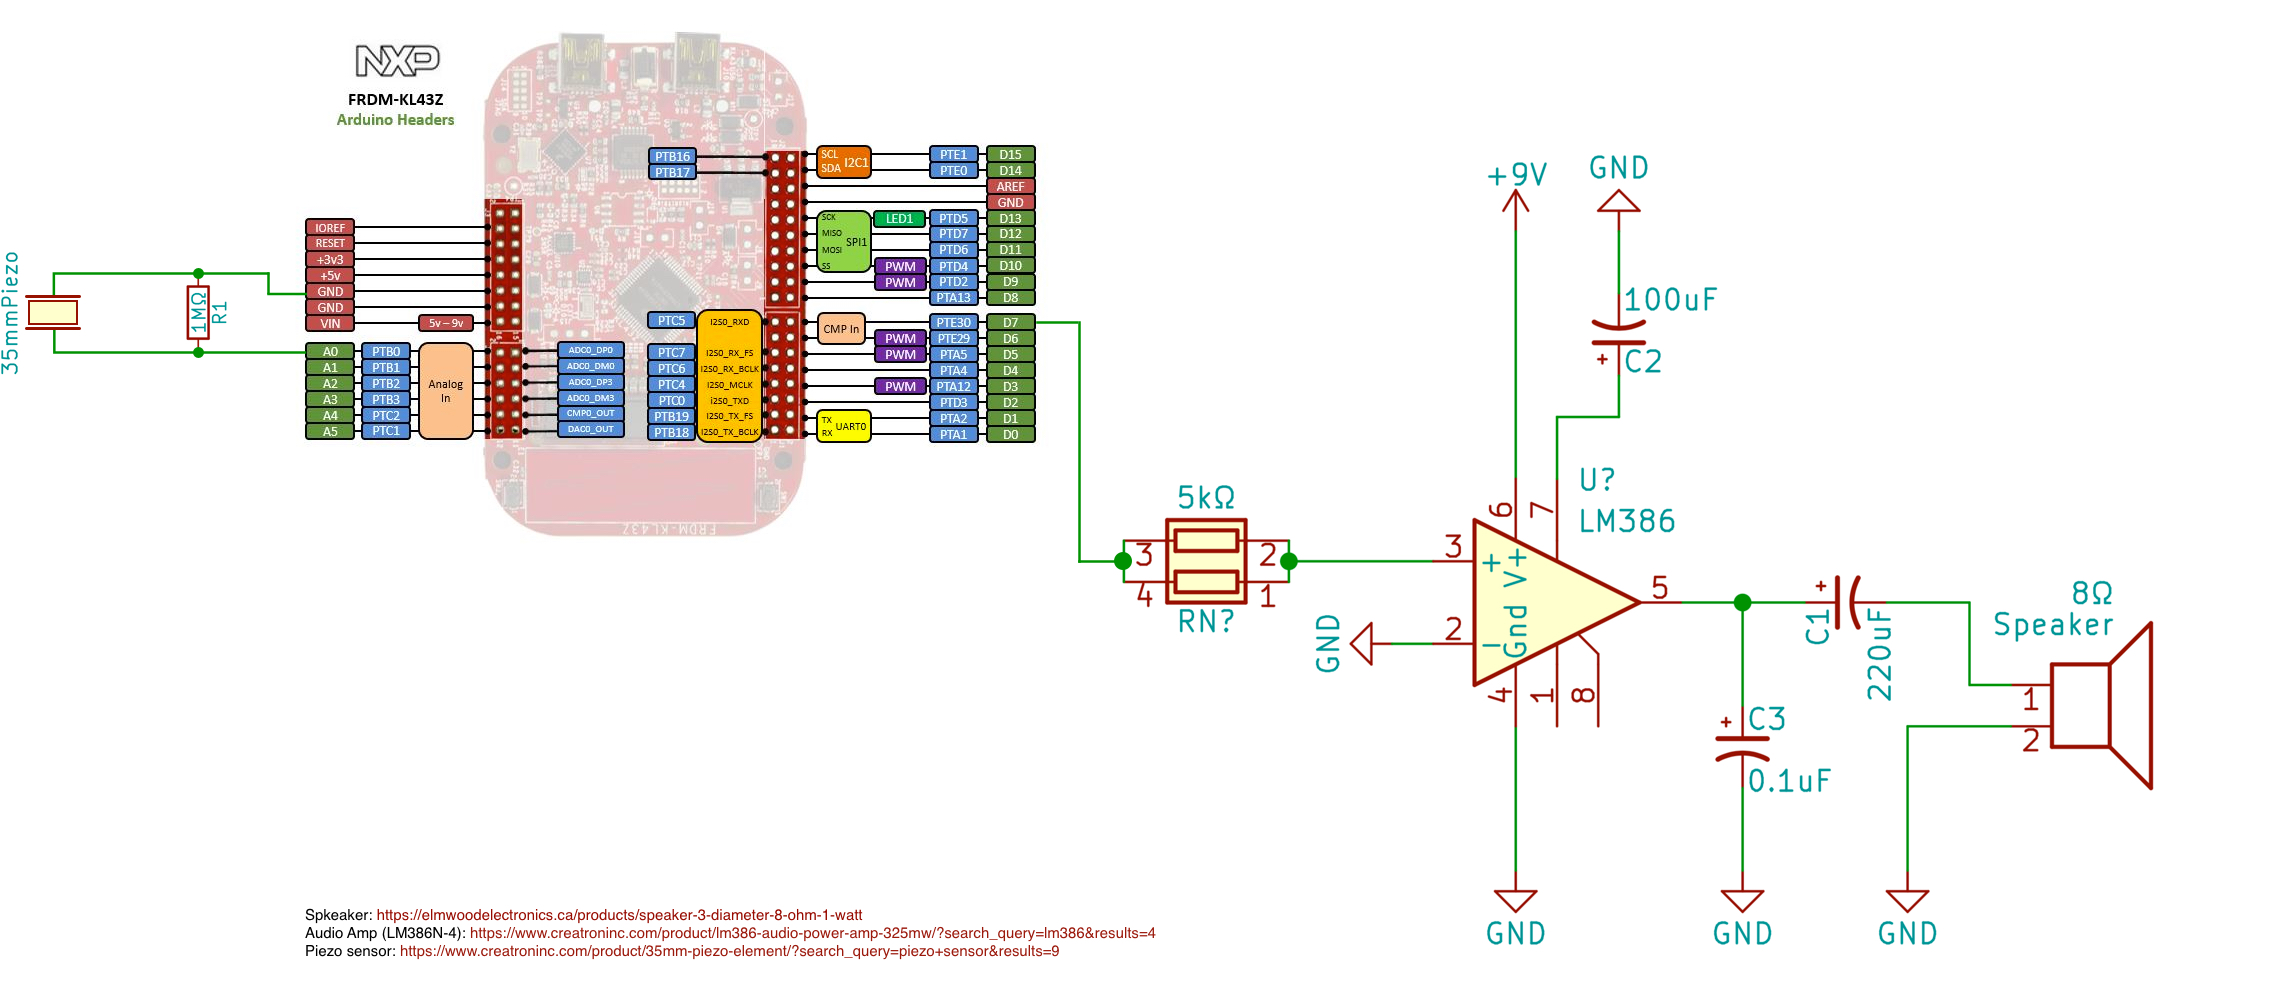 NXP
FRDM-KL43Z
Arduino Headers
35mmPiezo
1MΩ
R1
IOREF
RESET
+3v3
+5v
GND
GND
VIN
5v – 9v
A0 PTB0
A1 PTB1
A2 PTB2
A3 PTB3
A4 PTC2
A5 PTC1
Analog
In
ADC0_DP0
ADC0_DM0
ADC0_DP3
ADC0_DM3
CMP0_OUT
DAC0_OUT
PTB16
PTB17
PTC5 I2S0_RXD
PTC7 I2S0_RX_FS
PTC6 I2S0_RX_BCLK
PTC4 I2S0_MCLK
PTC0 i2S0_TXD
PTB19 I2S0_TX_FS
PTB18 I2S0_TX_BCLK
SCL
SDA
I2C1
PTE1 D15
PTE0 D14
AREF
GND
SCK
MISO
MOSI
SS
SPI1
LED1 PTD5 D13
PTD7 D12
PTD6 D11
PWM PTD4 D10
PWM PTD2 D9
PTA13 D8
CMP In
PTE30 D7
PWM PTE29 D6
PWM PTA5 D5
PTA4 D4
PWM PTA12 D3
PTD3 D2
TX
RX
UART0
PTA2 D1
PTA1 D0
FRDM-KL43Z
5kΩ
3 2
4 1
RN?
+9V
GND
100uF
+
C2
U?
LM386
6
7
3
2
5
4
1
8
+
V+
Gnd
GND
+
C1
220uF
+
C3
0.1uF
8Ω
Speaker
1
2
GND
GND
GND
Spkeaker: https://elmwoodelectronics.ca/products/speaker-3-diameter-8-ohm-1-watt
Audio Amp (LM386N-4): https://www.creatroninc.com/product/lm386-audio-power-amp-325mw/?search_query=lm386&results=4
Piezo sensor: https://www.creatroninc.com/product/35mm-piezo-element/?search_query=piezo+sensor&results=9